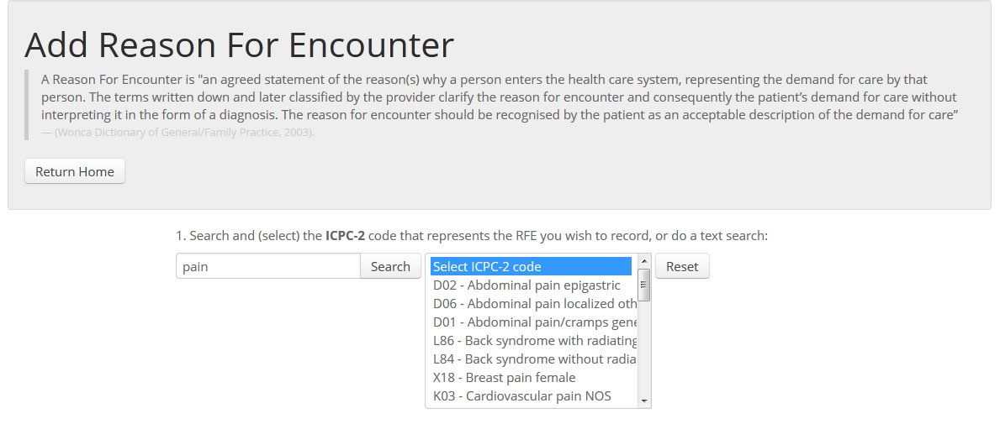 Add Reason For Encounter
A Reason For Encounter is "an agreed statement of the reason(s) why a person enters the health care system, representing the demand for care by that
person. The terms written down and later classified by the provider clarify the reason for encounter and consequently the patient’s demand for care without
interpreting it in the form of a diagnosis. The reason for encounter should be recognised by the patient as an acceptable description of the demand for care”
— (Wonca Dictionary of General/Family Practice, 2003).
Return Home
1. Search and (select) the ICPC-2 code that represents the RFE you wish to record, or do a text search:
pain Search Select ICPC-2 code Reset
D02 - Abdominal pain epigastric
D06 - Abdominal pain localized oth
D01 - Abdominal pain/cramps gene
L86 - Back syndrome with radiating
L84 - Back syndrome without radia
X18 - Breast pain female
K03 - Cardiovascular pain NOS